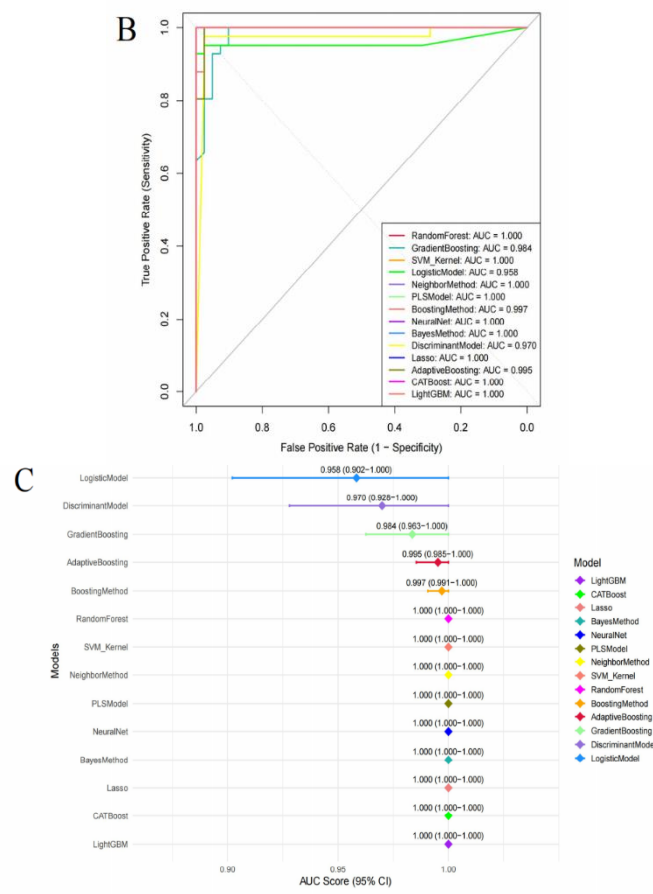 B
True Positive Rate (Sensitivity)
1.0
0.8
0.6
0.4
0.2
0.0
RandomForest: AUC = 1.000
GradientBoosting: AUC = 0.984
SVM_Kernel: AUC = 1.000
LogisticModel: AUC = 0.958
NeighborMethod: AUC = 1.000
PLSModel: AUC = 1.000
BoostingMethod: AUC = 0.997
NeuralNet: AUC = 1.000
BayesMethod: AUC = 1.000
DiscriminantModel: AUC = 0.970
Lasso: AUC = 1.000
AdaptiveBoosting: AUC = 0.995
CATBoost: AUC = 1.000
LightGBM: AUC = 1.000
1.0 0.8 0.6 0.4 0.2 0.0
False Positive Rate (1 − Specificity)
C
Models
LogisticModel 0.958 (0.902−1.000)
DiscriminantModel 0.970 (0.928−1.000)
GradientBoosting 0.984 (0.963−1.000)
AdaptiveBoosting 0.995 (0.985−1.000)
BoostingMethod 0.997 (0.991−1.000)
RandomForest 1.000 (1.000−1.000)
SVM_Kernel 1.000 (1.000−1.000)
NeighborMethod 1.000 (1.000−1.000)
PLSModel 1.000 (1.000−1.000)
NeuralNet 1.000 (1.000−1.000)
BayesMethod 1.000 (1.000−1.000)
Lasso 1.000 (1.000−1.000)
CATBoost 1.000 (1.000−1.000)
LightGBM 1.000 (1.000−1.000)
0.90 0.95 1.00
AUC Score (95% CI)
Model
LightGBM
CATBoost
Lasso
BayesMethod
NeuralNet
PLSModel
NeighborMethod
SVM_Kernel
RandomForest
BoostingMethod
AdaptiveBoosting
GradientBoosting
DiscriminantMode
LogisticModel